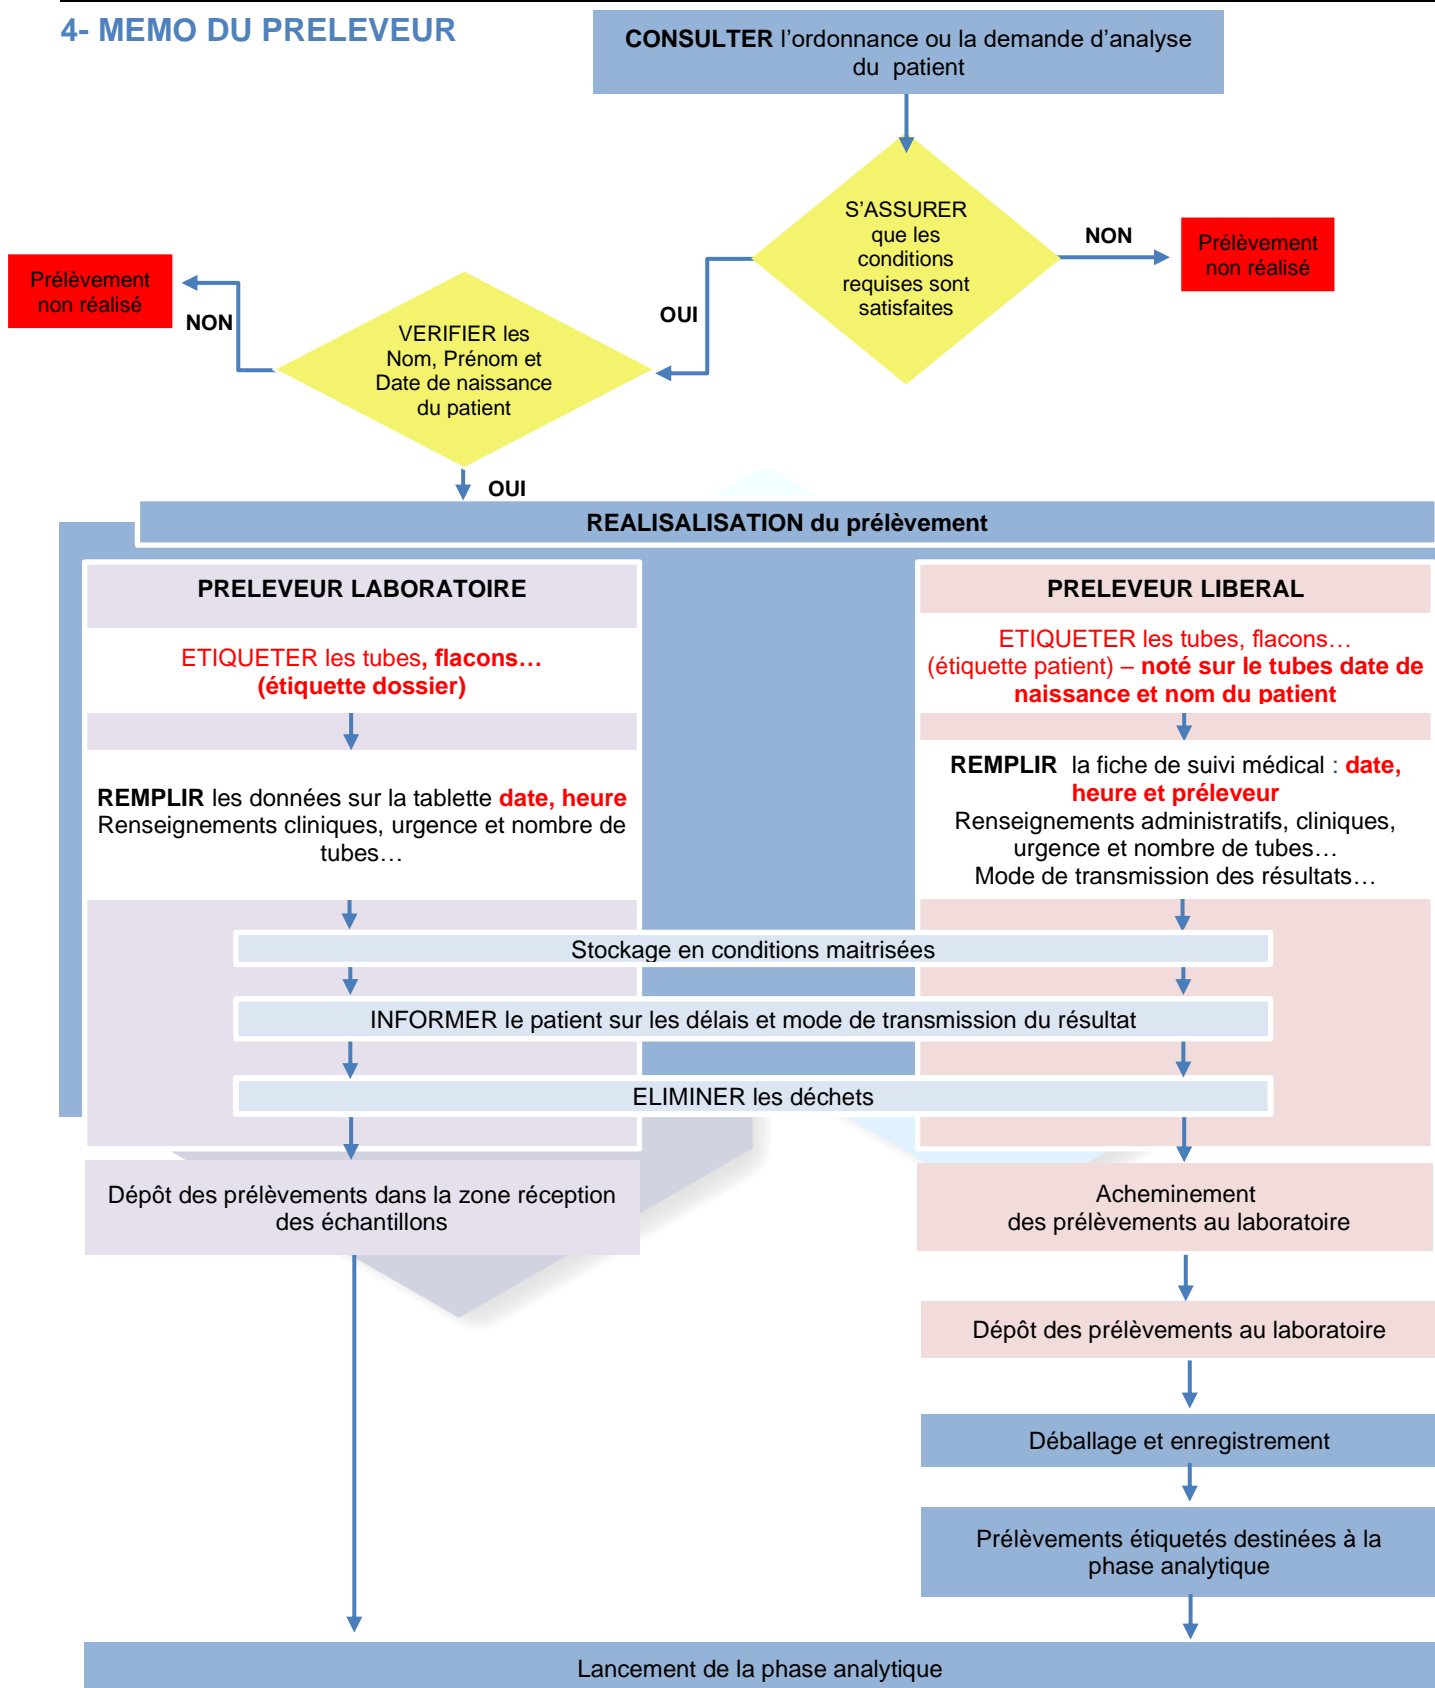 4- MEMO DU PRELEVEUR
CONSULTER l’ordonnance ou la demande d’analyse
du patient
S’ASSURER
que les
conditions
requises sont
satisfaites
NON
Prélèvement
non réalisé
OUI
Prélèvement
non réalisé
NON
VERIFIER les
Nom, Prénom et
Date de naissance
du patient
OUI
REALISALISATION du prélèvement
PRELEVEUR LABORATOIRE
ETIQUETER les tubes, flacons…
(étiquette dossier)
REMPLIR les données sur la tablette date, heure
Renseignements cliniques, urgence et nombre de
tubes…
PRELEVEUR LIBERAL
ETIQUETER les tubes, flacons…
(étiquette patient) – noté sur le tubes date de
naissance et nom du patient
REMPLIR la fiche de suivi médical : date,
heure et préleveur
Renseignements administratifs, cliniques,
urgence et nombre de tubes…
Mode de transmission des résultats…
Stockage en conditions maitrisées
INFORMER le patient sur les délais et mode de transmission du résultat
ELIMINER les déchets
Dépôt des prélèvements dans la zone réception
des échantillons
Acheminement
des prélèvements au laboratoire
Dépôt des prélèvements au laboratoire
Déballage et enregistrement
Prélèvements étiquetés destinées à la
phase analytique
Lancement de la phase analytique